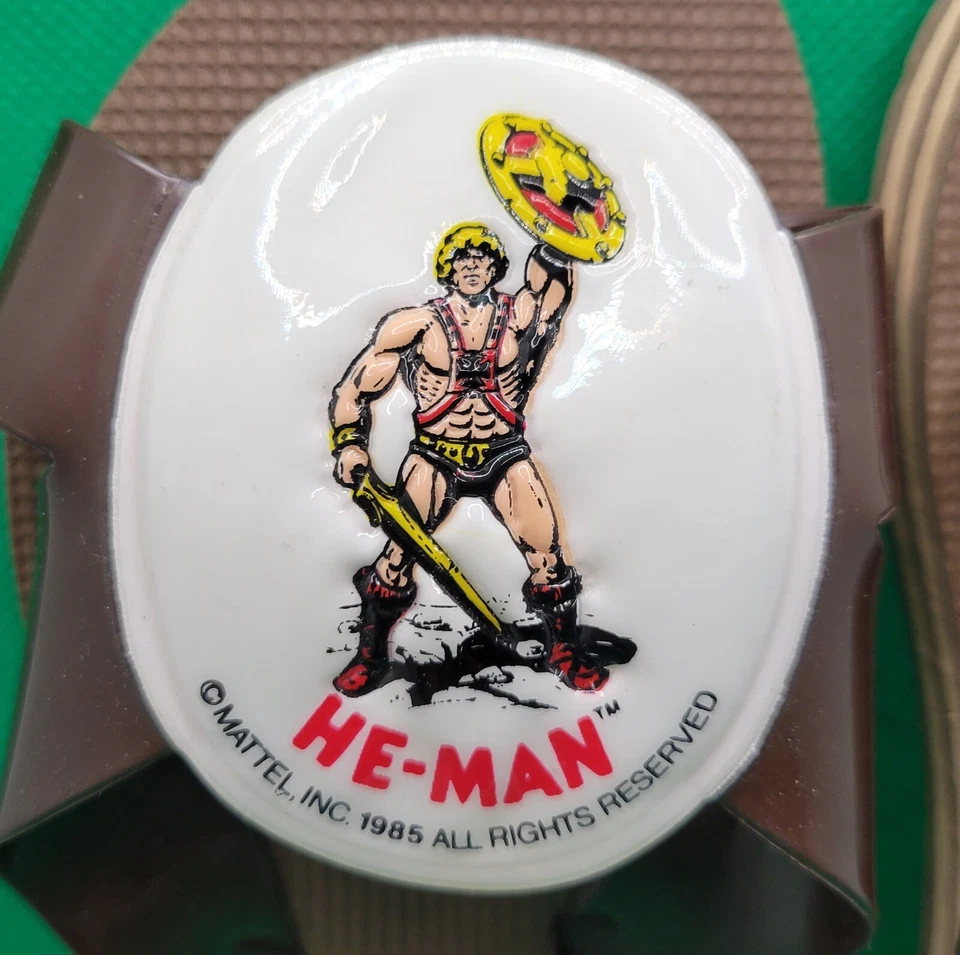 HE-MAN™
©MATTEL, INC. 1985 ALL RIGHTS RESERVED